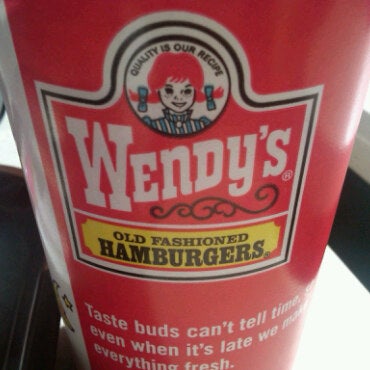 QUALITY IS OUR RECIPE
WENDY'S®
OLD FASHIONED
HAMBURGERS®
Taste buds can't tell time,
even when it's late we
everything fresh.